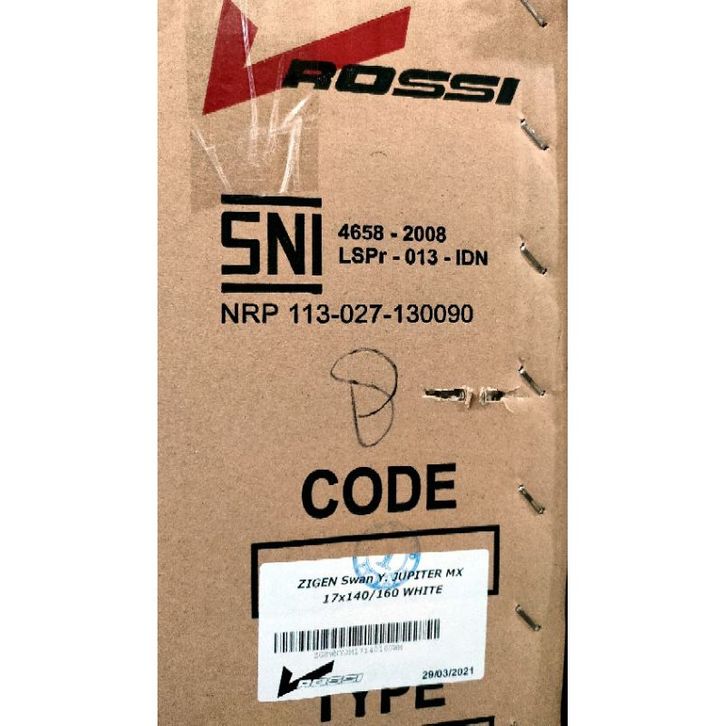 ROSSI
SNI
4658 - 2008
LSPr - 013 - IDN
NRP 113-027-130090
CODE
ZIGEN Swan Y. JUPITER MX
17x140/160 WHITE
ROSSI
29/03/2021
TYPE